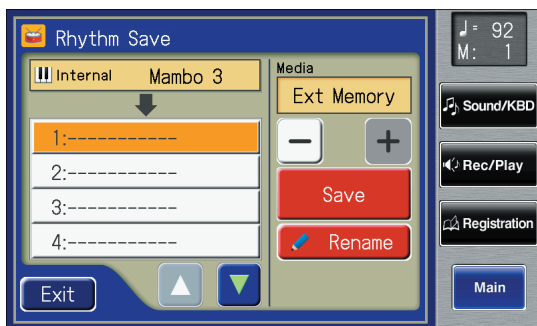 Rhythm Save
Internal Mambo 3
1:-----------
2:-----------
3:-----------
4:-----------
Exit
Media
Ext Memory
− +
Save
Rename
♩= 92
M: 1
Sound/KBD
Rec/Play
Registration
Main